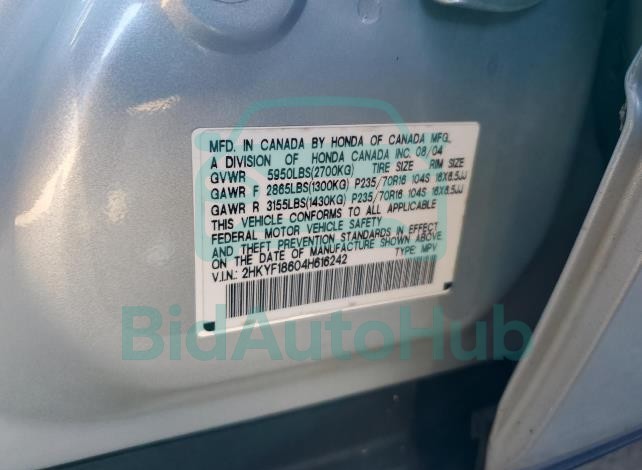 MFD. IN CANADA BY HONDA OF CANADA MFG.,
A DIVISION OF HONDA CANADA INC. 08/04
GVWR 5950LBS(2700KG) TIRE SIZE RIM SIZE
GAWR F 2865LBS(1300KG) P235/70R16 104S 16X6.5JJ
GAWR R 3155LBS(1430KG) P235/70R16 104S 16X6.5JJ
THIS VEHICLE CONFORMS TO ALL APPLICABLE
FEDERAL MOTOR VEHICLE SAFETY
AND THEFT PREVENTION STANDARDS IN EFFECT
ON THE DATE OF MANUFACTURE SHOWN ABOVE.
V.I.N.: 2HKYF18604H616242 TYPE: MPV
BidAutoHub